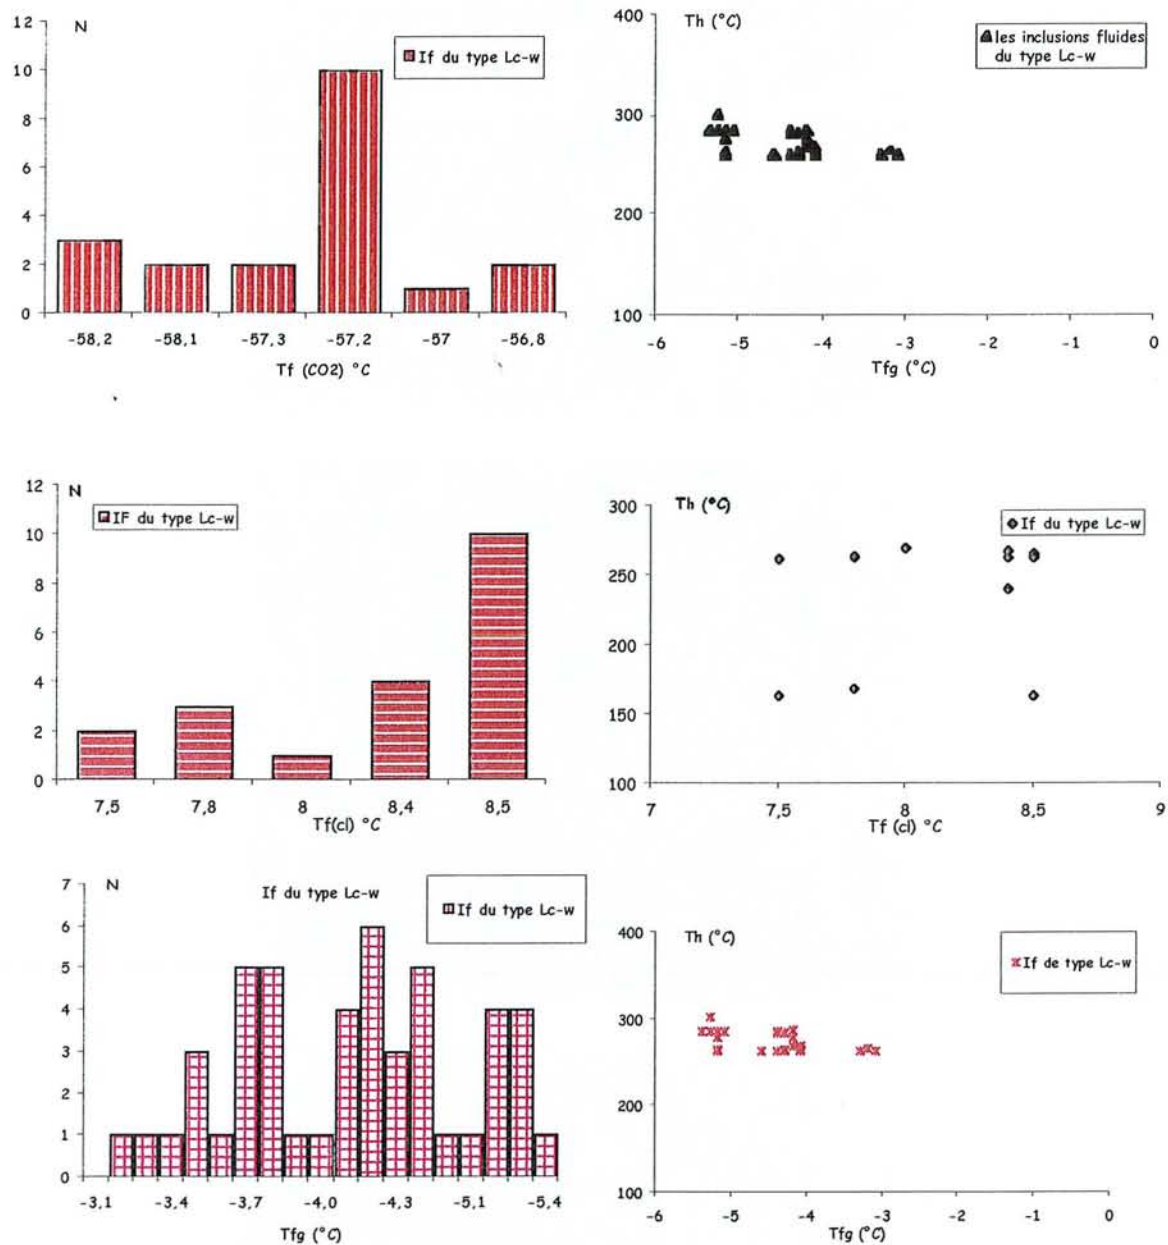 N
If du type Lc-w
12
10
8
6
4
2
0
-58,2 -58,1 -57,3 -57,2 -57 -56,8
Tf (CO2) °C
Th (°C)
les inclusions fluides
du type Lc-w
400
300
200
100
-6 -5 -4 -3 -2 -1 0
Tfg (°C)
N
IF du type Lc-w
12
10
8
6
4
2
0
7,5 7,8 8 8,4 8,5
Tf(cl) °C
Th (°C)
If du type Lc-w
300
250
200
150
100
7 7,5 8 8,5 9
Tf (cl) °C
N
If du type Lc-w
If du type Lc-w
7
6
5
4
3
2
1
0
-3,1 -3,4 -3,7 -4,0 -4,3 -5,1 -5,4
Tfg (°C)
Th (°C)
If de type Lc-w
400
300
200
100
-6 -5 -4 -3 -2 -1 0
Tfg (°C)